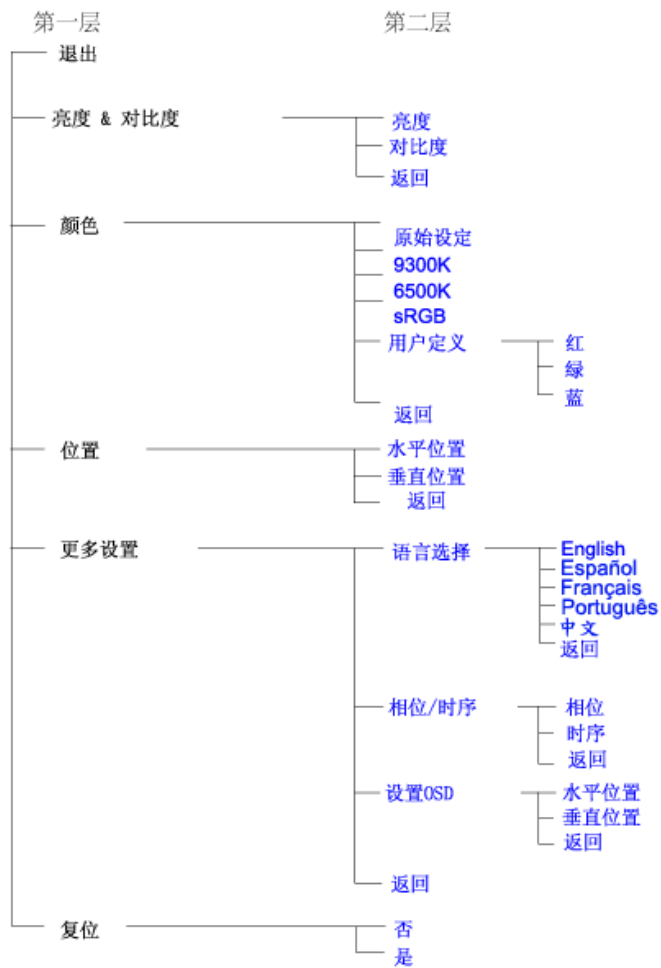 第一层 第二层
退出
亮度 & 对比度
亮度
对比度
返回
颜色
原始设定
9300K
6500K
sRGB
用户定义
红
绿
蓝
返回
位置
水平位置
垂直位置
返回
更多设置
语言选择
English
Español
Français
Português
中文
返回
相位/时序
相位
时序
返回
设置OSD
水平位置
垂直位置
返回
返回
复位
否
是